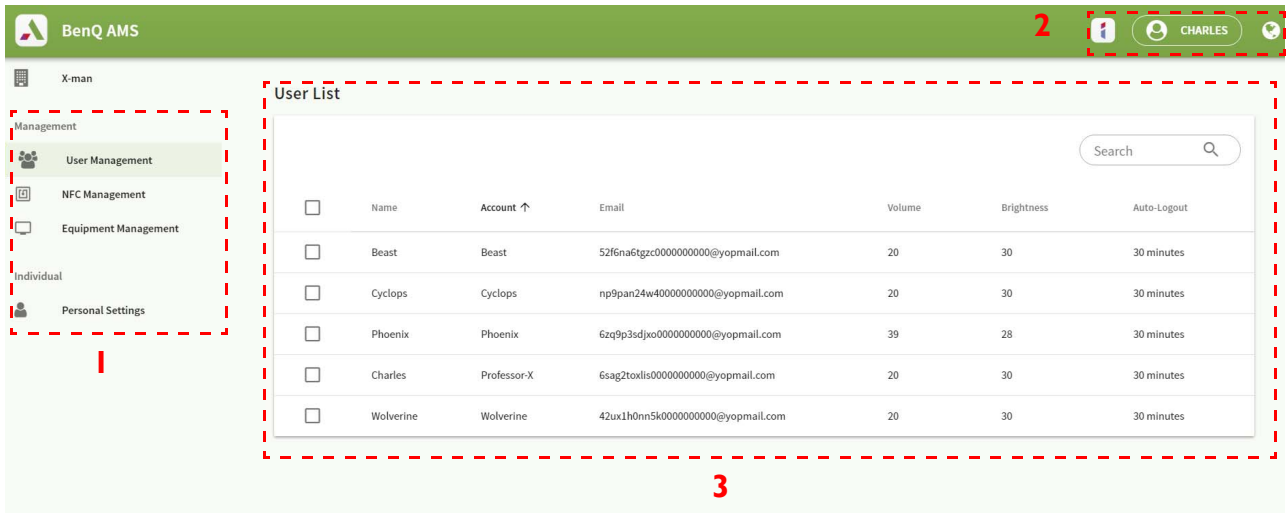 BenQ AMS
2
CHARLES
X-man
Management
User Management
NFC Management
Equipment Management
Individual
Personal Settings
1
User List
Search
Name Account ↑ Email Volume Brightness Auto-Logout
Beast Beast 52f6na6tgzc0000000000@yopmail.com 20 30 30 minutes
Cyclops Cyclops np9pan24w40000000000@yopmail.com 20 30 30 minutes
Phoenix Phoenix 6zq9p3sdjxo0000000000@yopmail.com 39 28 30 minutes
Charles Professor-X 6sag2toxlis0000000000@yopmail.com 20 30 30 minutes
Wolverine Wolverine 42ux1h0nn5k0000000000@yopmail.com 20 30 30 minutes
3